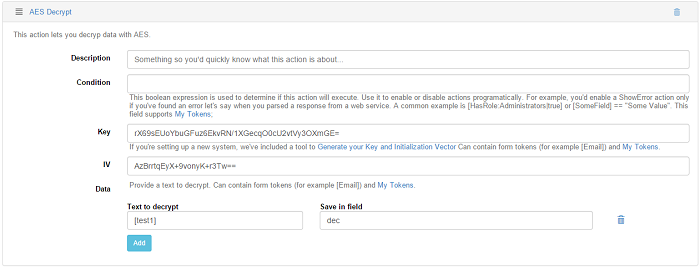 AES Decrypt
This action lets you decrypt data with AES.
Description
Something so you'd quickly know what this action is about...
Condition
This boolean expression is used to determine if this action will execute. Use it to enable or disable actions programatically. For example, you'd enable a ShowError action only
if you've found an error let's say when you parsed a response from a web service. A common example is [HasRole:Administrators|true] or [SomeField] == "Some Value". This
field supports My Tokens;
Key
rX69sEUoYbuGFuz6EkvRN/1XGecqO0cU2vtVy3OXmGE=
If you're setting up a new system, we've included a tool to Generate your Key and Initialization Vector Can contain form tokens (for example [Email]) and My Tokens.
IV
AzBrrtqEyX+9vonyK+r3Tw==
Data
Provide a text to decrypt. Can contain form tokens (for example [Email]) and My Tokens.
Text to decrypt
Save in field
[test1]
dec
Add